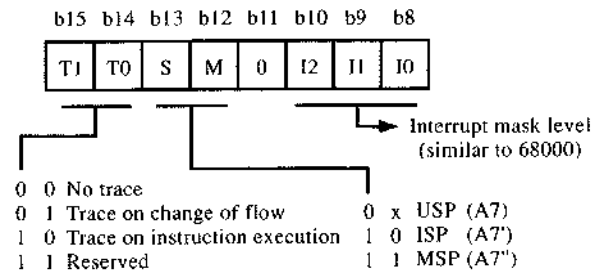 b15 b14 b13 b12 b11 b10 b9 b8
T1 T0 S M 0 I2 I1 I0
Interrupt mask level
(similar to 68000)
0 0 No trace
0 1 Trace on change of flow
1 0 Trace on instruction execution
1 1 Reserved
0 x USP (A7)
1 0 ISP (A7')
1 1 MSP (A7")